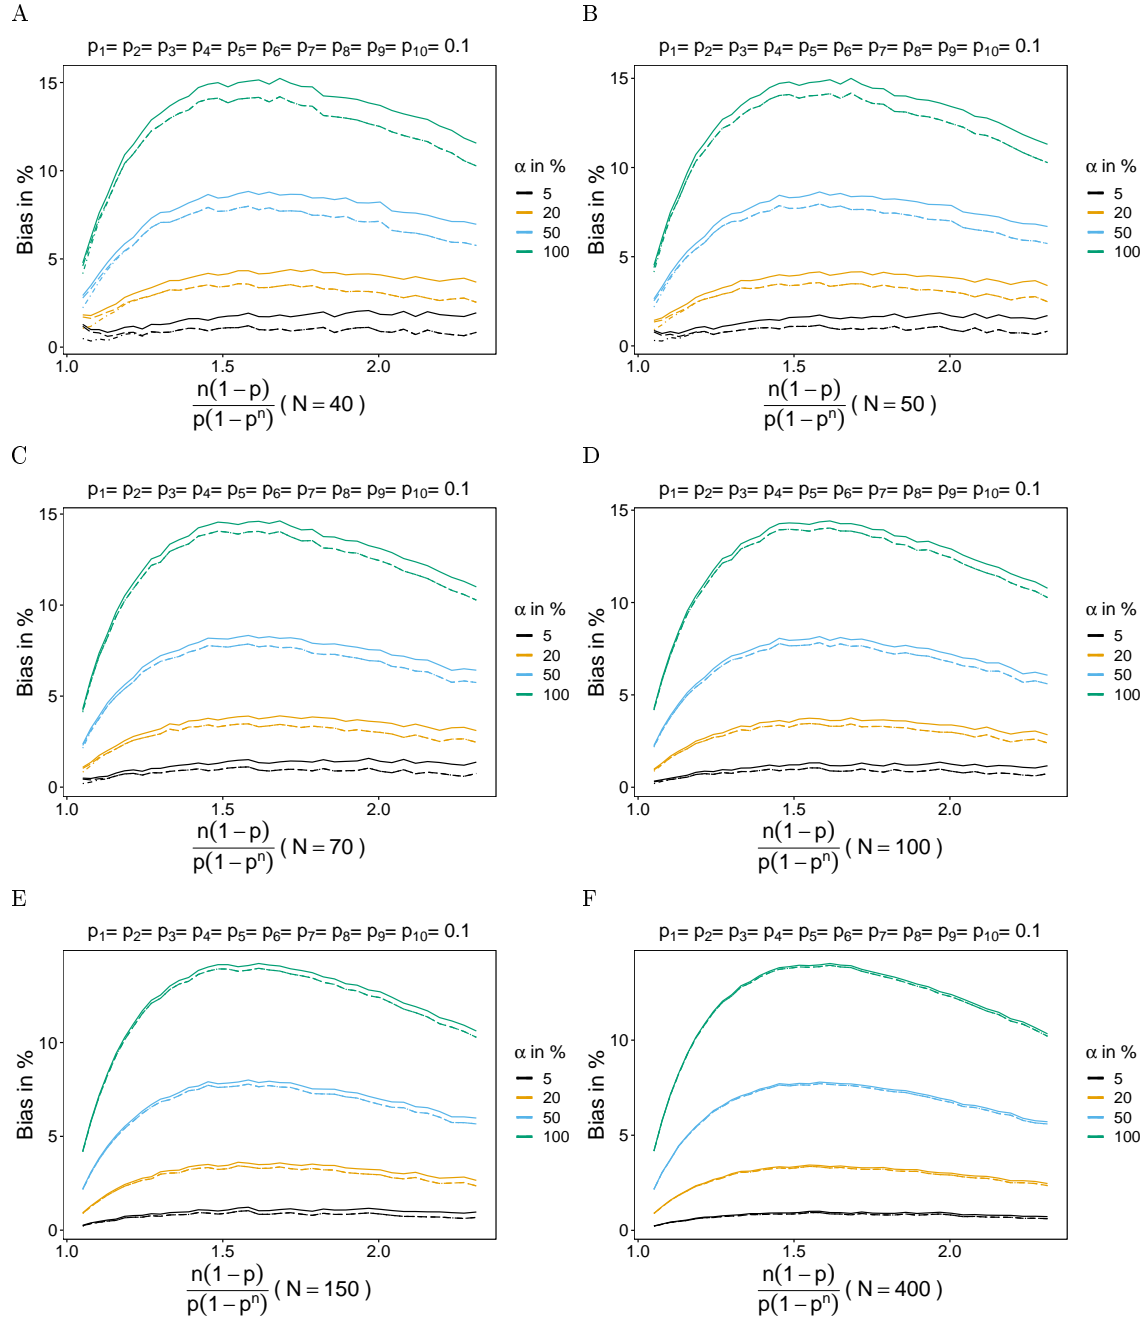 A
p₁= p₂= p₃= p₄= p₅= p₆= p₇= p₈= p₉= p₁₀= 0.1
15
10
5
0
Bias in %
1.0 1.5 2.0
n(1−p)
p(1−pⁿ) ( N = 40 )
α in %
5
20
50
100
B
p₁= p₂= p₃= p₄= p₅= p₆= p₇= p₈= p₉= p₁₀= 0.1
15
10
5
0
Bias in %
1.0 1.5 2.0
n(1−p)
p(1−pⁿ) ( N = 50 )
α in %
5
20
50
100
C
p₁= p₂= p₃= p₄= p₅= p₆= p₇= p₈= p₉= p₁₀= 0.1
15
10
5
0
Bias in %
1.0 1.5 2.0
n(1−p)
p(1−pⁿ) ( N = 70 )
α in %
5
20
50
100
D
p₁= p₂= p₃= p₄= p₅= p₆= p₇= p₈= p₉= p₁₀= 0.1
15
10
5
0
Bias in %
1.0 1.5 2.0
n(1−p)
p(1−pⁿ) ( N = 100 )
α in %
5
20
50
100
E
p₁= p₂= p₃= p₄= p₅= p₆= p₇= p₈= p₉= p₁₀= 0.1
10
5
0
Bias in %
1.0 1.5 2.0
n(1−p)
p(1−pⁿ) ( N = 150 )
α in %
5
20
50
100
F
p₁= p₂= p₃= p₄= p₅= p₆= p₇= p₈= p₉= p₁₀= 0.1
10
5
0
Bias in %
1.0 1.5 2.0
n(1−p)
p(1−pⁿ) ( N = 400 )
α in %
5
20
50
100